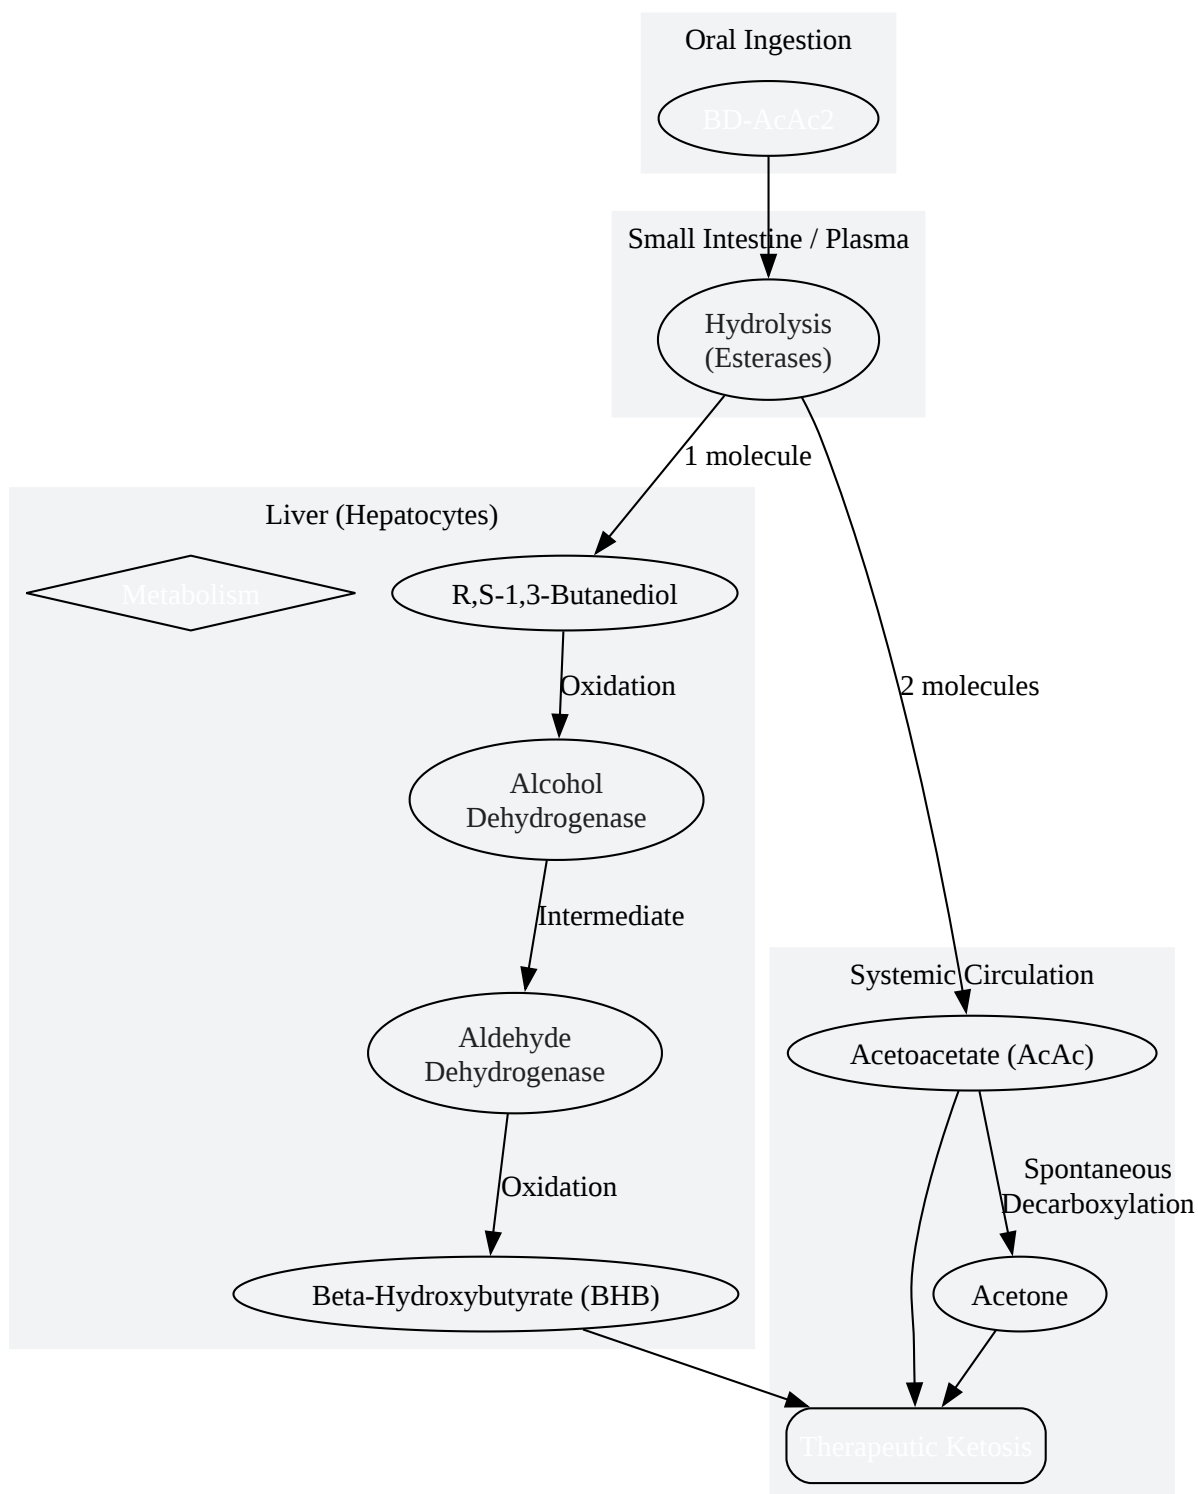 Oral Ingestion
BD-AcAc2
Small Intestine / Plasma
Hydrolysis
(Esterases)
1 molecule
Liver (Hepatocytes)
Metabolism
R,S-1,3-Butanediol
Oxidation
2 molecules
Alcohol
Dehydrogenase
Intermediate
Systemic Circulation
Aldehyde
Dehydrogenase
Acetoacetate (AcAc)
Oxidation
Spontaneous
Decarboxylation
Beta-Hydroxybutyrate (BHB)
Acetone
Therapeutic Ketosis